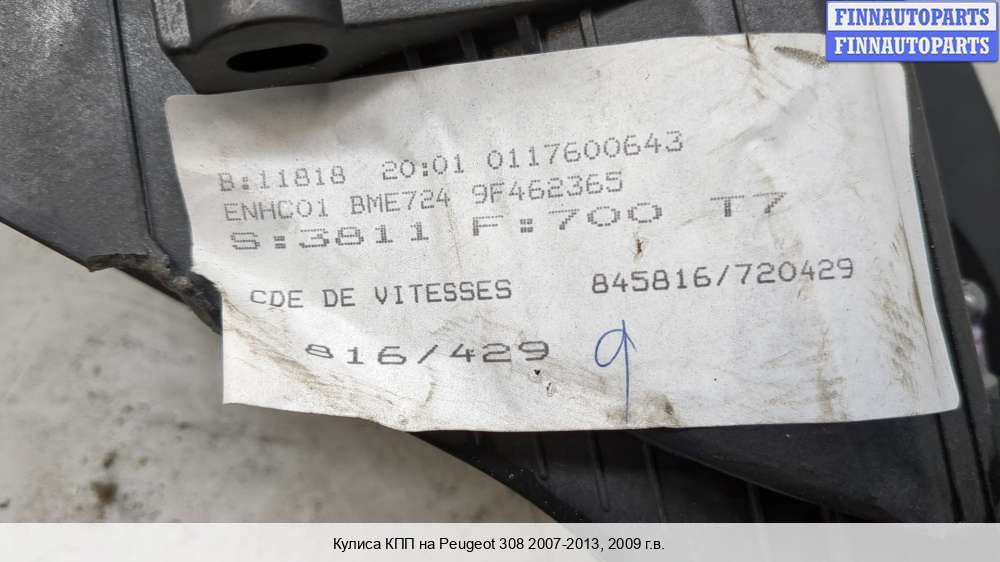 FINNAUTOPARTS
FINNAUTOPARTS
B:11818 20:01 0117600643
ENHC01 BME724 9F462365
S:3811 F:700 T7
CDE DE VITESSES 845816/720429
816/429 9
Кулиса КПП на Peugeot 308 2007-2013, 2009 г.в.